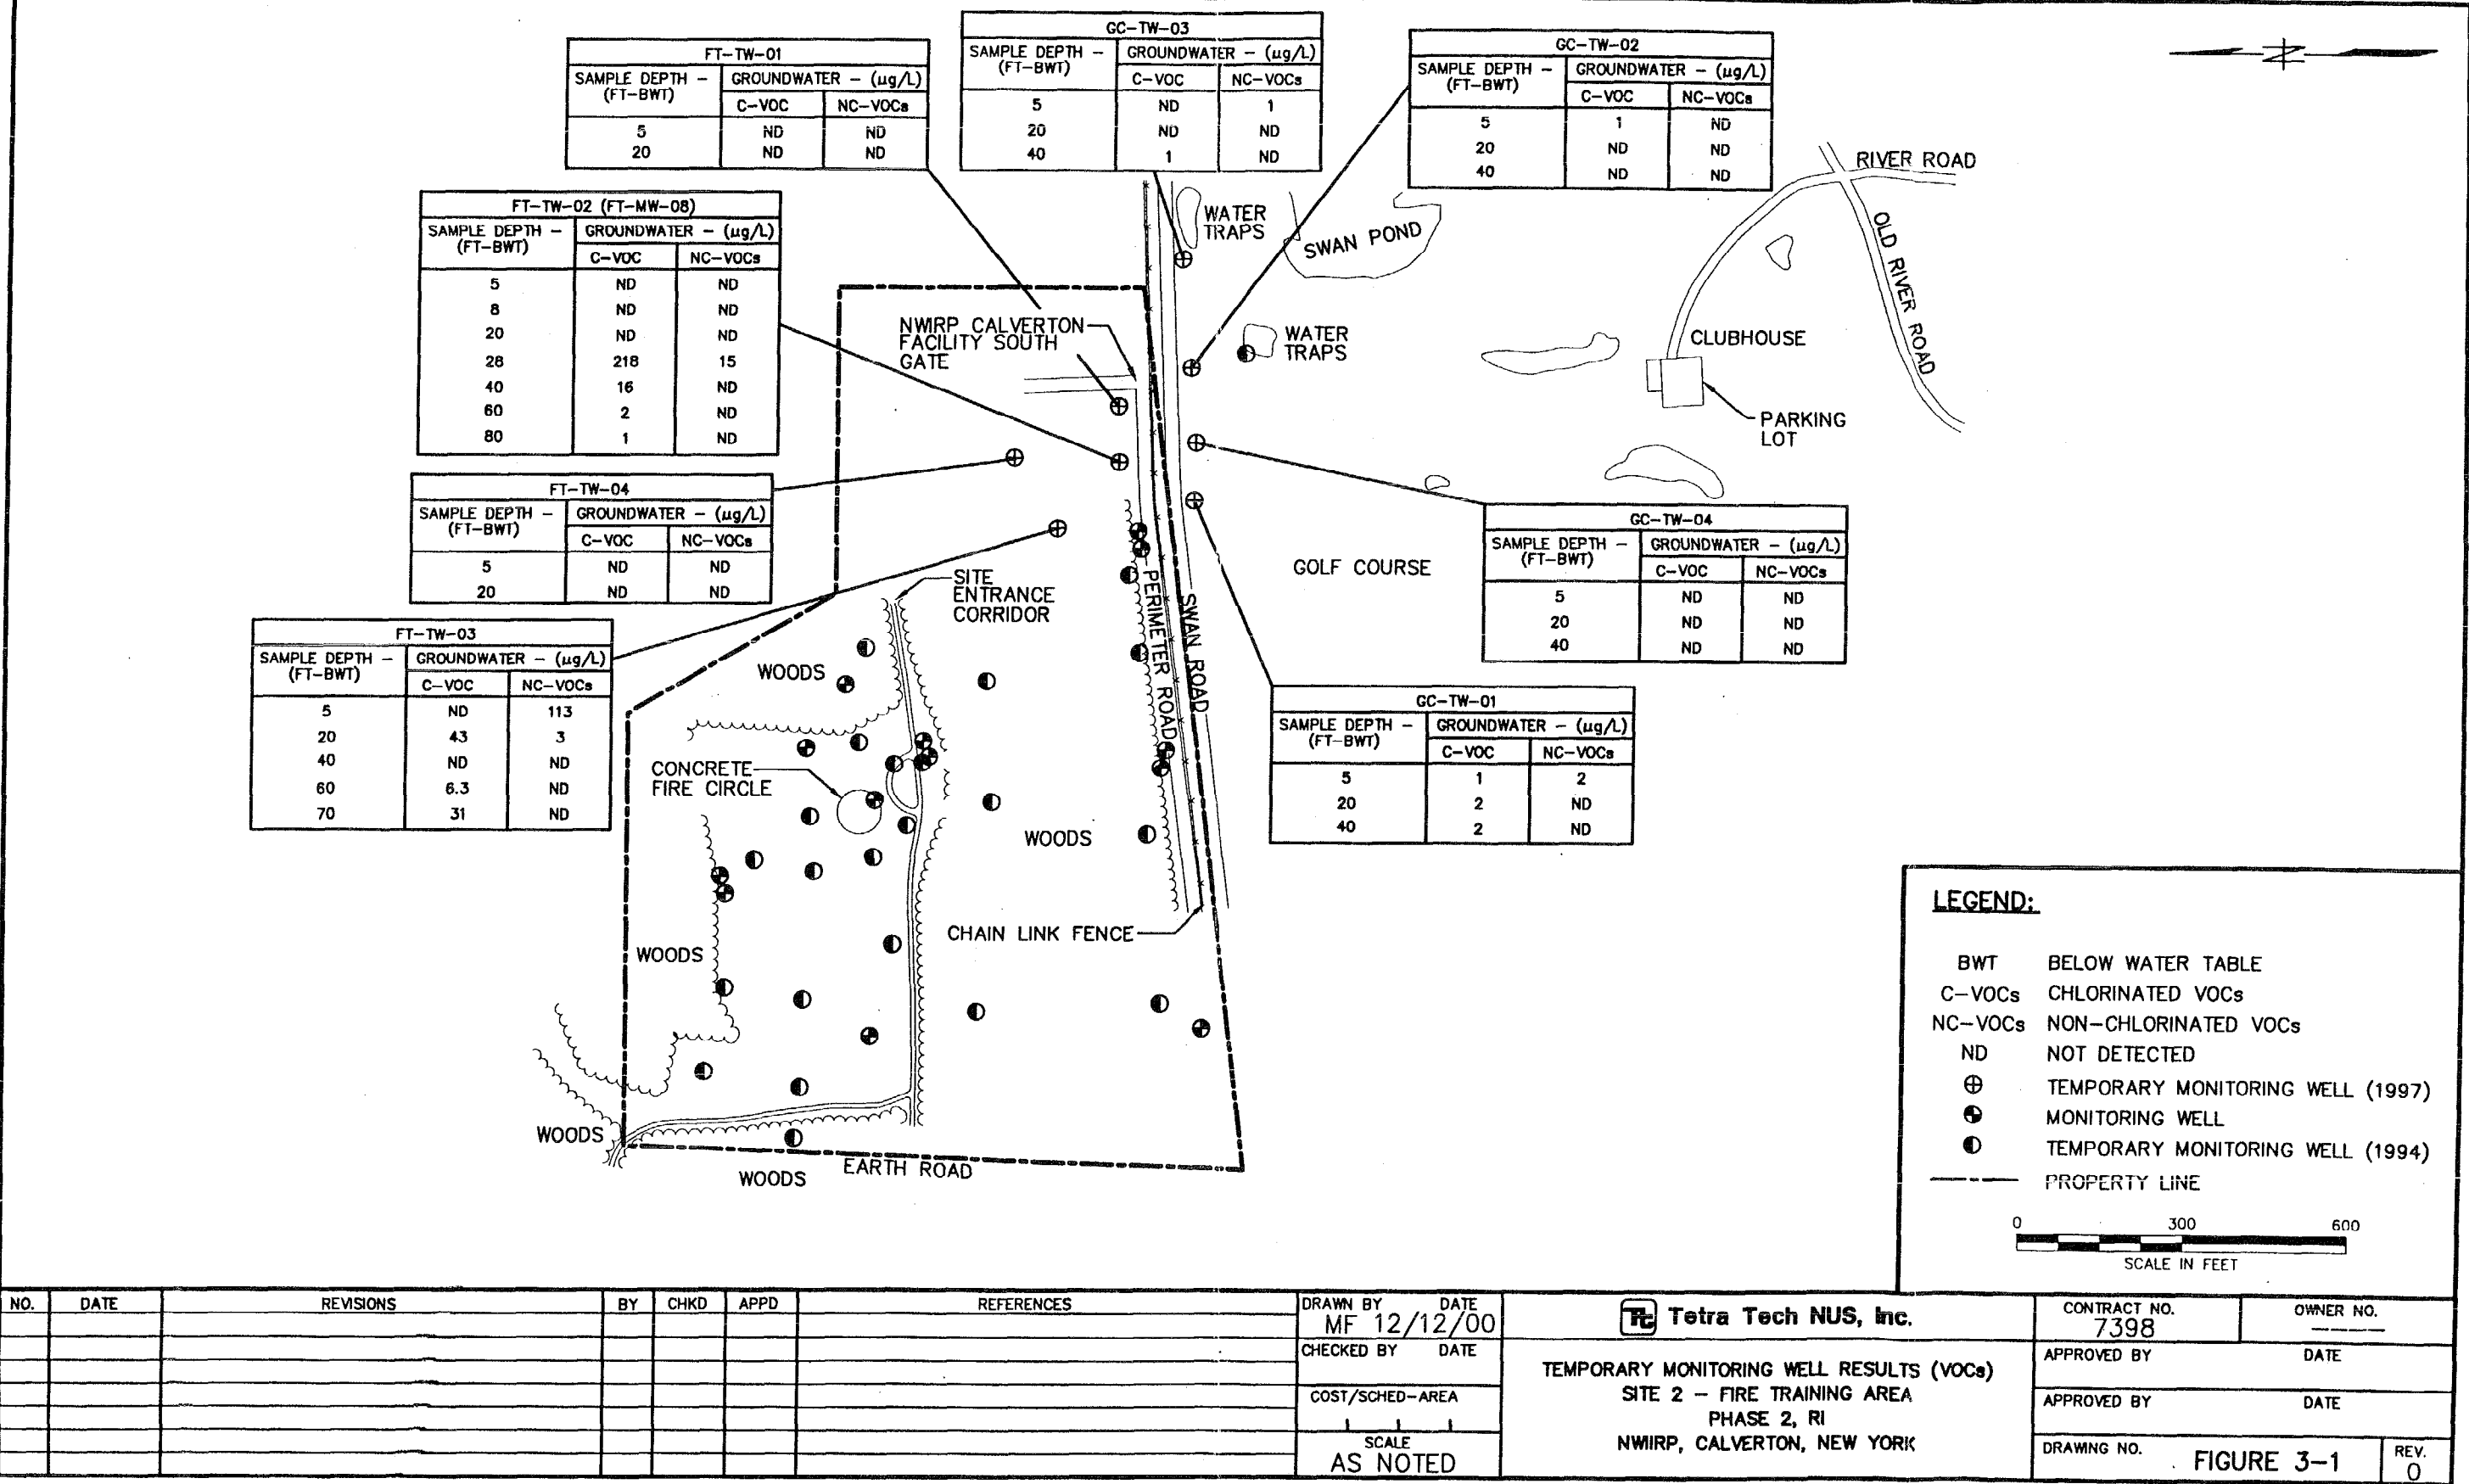 FT-TW-01
SAMPLE DEPTH - (FT-BWT) GROUNDWATER - (µg/L)
C-VOC NC-VOCs
5 ND ND
20 ND ND
GC-TW-03
SAMPLE DEPTH - (FT-BWT) GROUNDWATER - (µg/L)
C-VOC NC-VOCs
5 ND 1
20 ND ND
40 1 ND
GC-TW-02
SAMPLE DEPTH - (FT-BWT) GROUNDWATER - (µg/L)
C-VOC NC-VOCs
5 1 ND
20 ND ND
40 ND ND
N
FT-TW-02 (FT-MW-08)
SAMPLE DEPTH - (FT-BWT) GROUNDWATER - (µg/L)
C-VOC NC-VOCs
5 ND ND
8 ND ND
20 ND ND
28 218 15
40 16 ND
60 2 ND
80 1 ND
FT-TW-04
SAMPLE DEPTH - (FT-BWT) GROUNDWATER - (µg/L)
C-VOC NC-VOCs
5 ND ND
20 ND ND
FT-TW-03
SAMPLE DEPTH - (FT-BWT) GROUNDWATER - (µg/L)
C-VOC NC-VOCs
5 ND 113
20 43 3
40 ND ND
60 6.3 ND
70 31 ND
GC-TW-04
SAMPLE DEPTH - (FT-BWT) GROUNDWATER - (µg/L)
C-VOC NC-VOCs
5 ND ND
20 ND ND
40 ND ND
GC-TW-01
SAMPLE DEPTH - (FT-BWT) GROUNDWATER - (µg/L)
C-VOC NC-VOCs
5 1 2
20 2 ND
40 2 ND
RIVER ROAD
OLD RIVER ROAD
WATER
TRAPS
SWAN POND
NWIRP CALVERTON
FACILITY SOUTH
GATE
WATER
TRAPS
CLUBHOUSE
PARKING
LOT
GOLF COURSE
SITE
ENTRANCE
CORRIDOR
PERIMETER ROAD
SWAN ROAD
WOODS
CONCRETE
FIRE CIRCLE
WOODS
CHAIN LINK FENCE
WOODS
WOODS
EARTH ROAD
WOODS
LEGEND:
BWT BELOW WATER TABLE
C-VOCs CHLORINATED VOCs
NC-VOCs NON-CHLORINATED VOCs
ND NOT DETECTED
TEMPORARY MONITORING WELL (1997)
MONITORING WELL
TEMPORARY MONITORING WELL (1994)
PROPERTY LINE
0 300 600
SCALE IN FEET
NO. DATE REVISIONS BY CHKD APPD REFERENCES
DRAWN BY DATE
MF 12/12/00
CHECKED BY DATE
COST/SCHED-AREA
SCALE
AS NOTED
Tt Tetra Tech NUS, Inc.
TEMPORARY MONITORING WELL RESULTS (VOCs)
SITE 2 - FIRE TRAINING AREA
PHASE 2, RI
NWIRP, CALVERTON, NEW YORK
CONTRACT NO. OWNER NO.
7398 ----
APPROVED BY DATE
APPROVED BY DATE
DRAWING NO. FIGURE 3-1
REV.
0